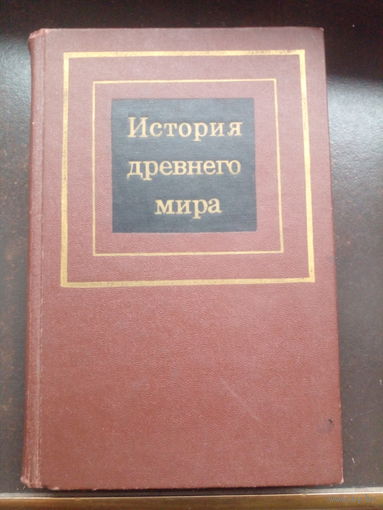 История
древнего
мира